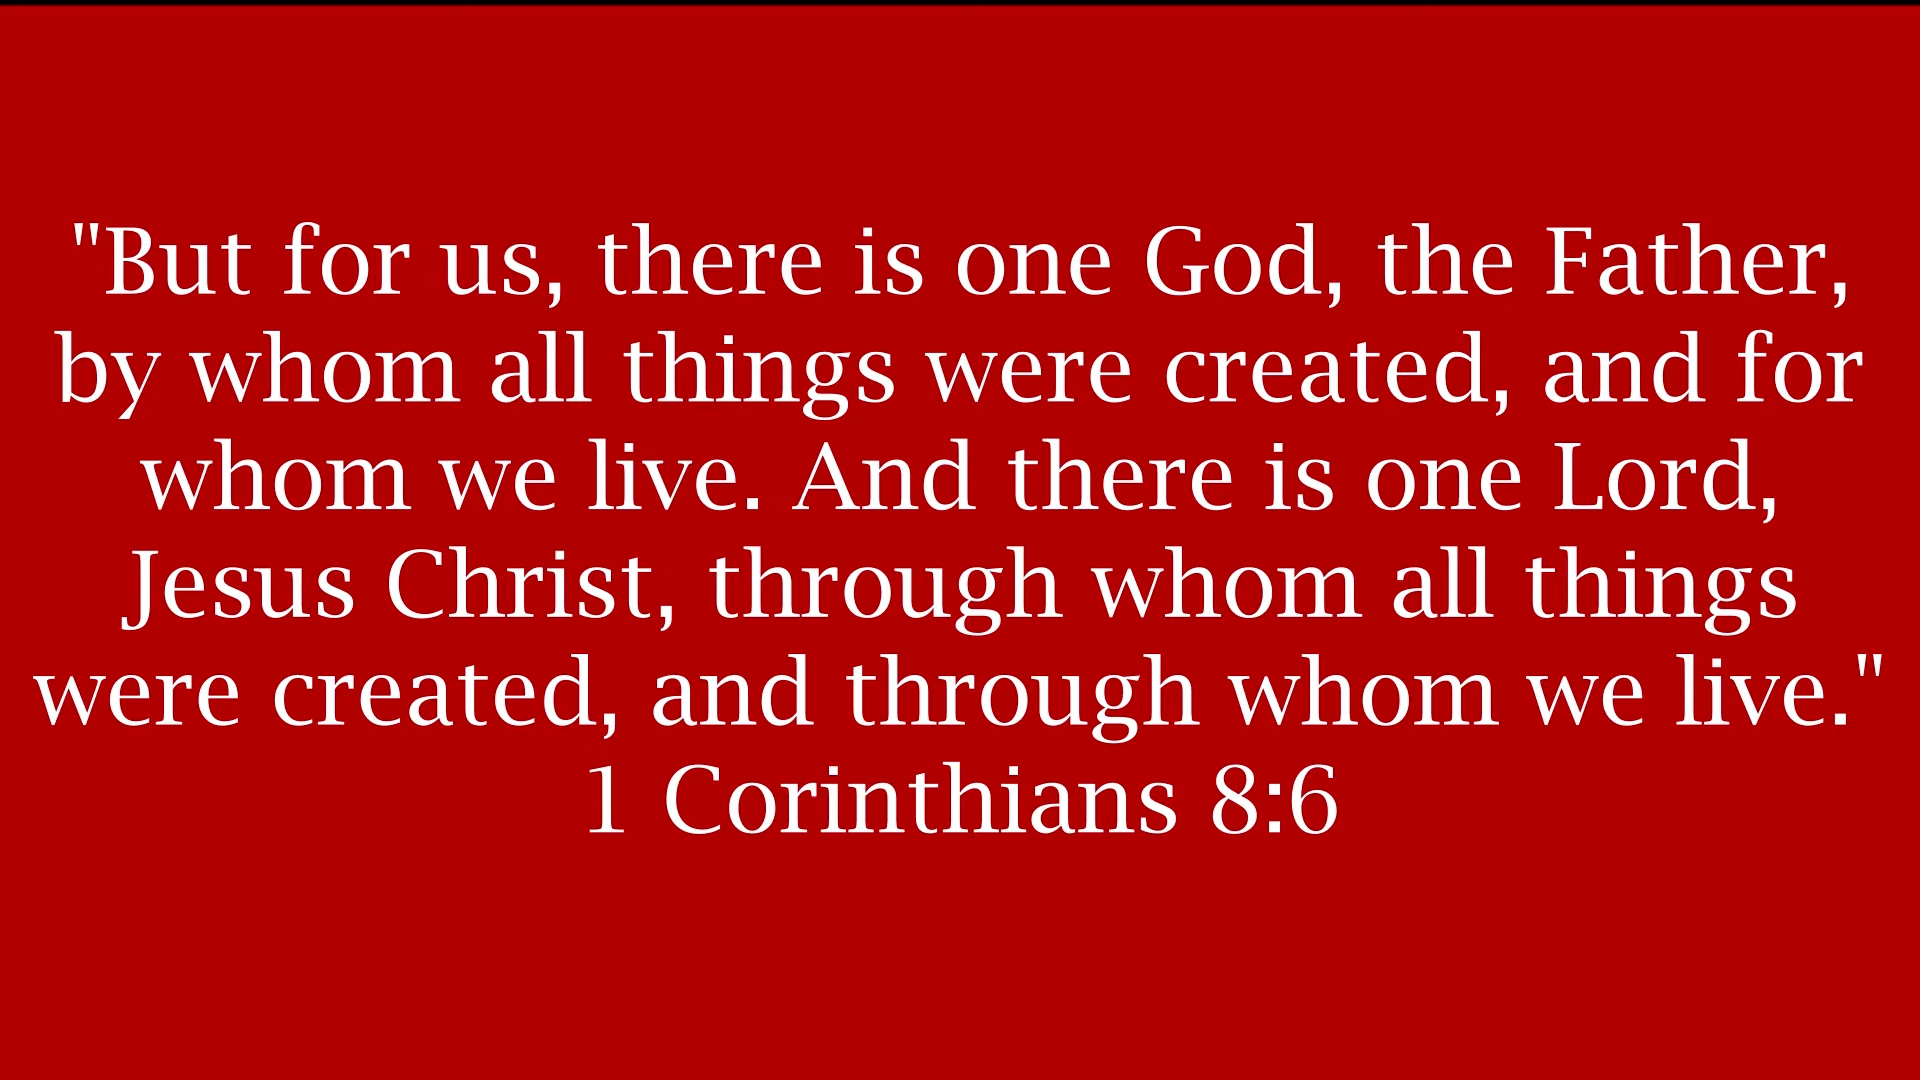 "But for us, there is one God, the Father,
by whom all things were created, and for
whom we live. And there is one Lord,
Jesus Christ, through whom all things
were created, and through whom we live."
1 Corinthians 8:6